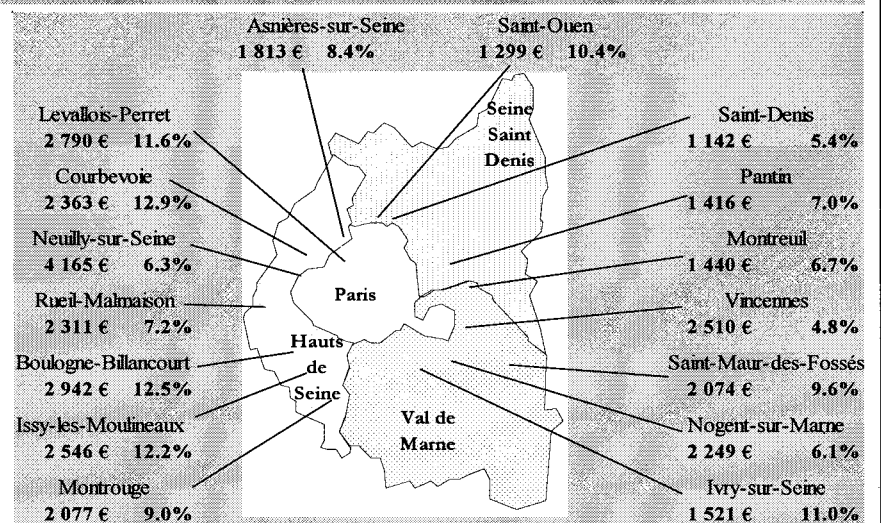 Asnières-sur-Seine
1 813 € 8.4%
Saint-Ouen
1 299 € 10.4%
Levallois-Perret
2 790 € 11.6%
Courbevoie
2 363 € 12.9%
Neuilly-sur-Seine
4 165 € 6.3%
Rueil-Malmaison
2 311 € 7.2%
Boulogne-Billancourt
2 942 € 12.5%
Issy-les-Moulineaux
2 546 € 12.2%
Montrouge
2 077 € 9.0%
Seine
Saint
Denis
Paris
Hauts
de
Seine
Val de
Marne
Saint-Denis
1 142 € 5.4%
Pantin
1 416 € 7.0%
Montreuil
1 440 € 6.7%
Vincennes
2 510 € 4.8%
Saint-Maur-des-Fossés
2 074 € 9.6%
Nogent-sur-Marne
2 249 € 6.1%
Ivry-sur-Seine
1 521 € 11.0%